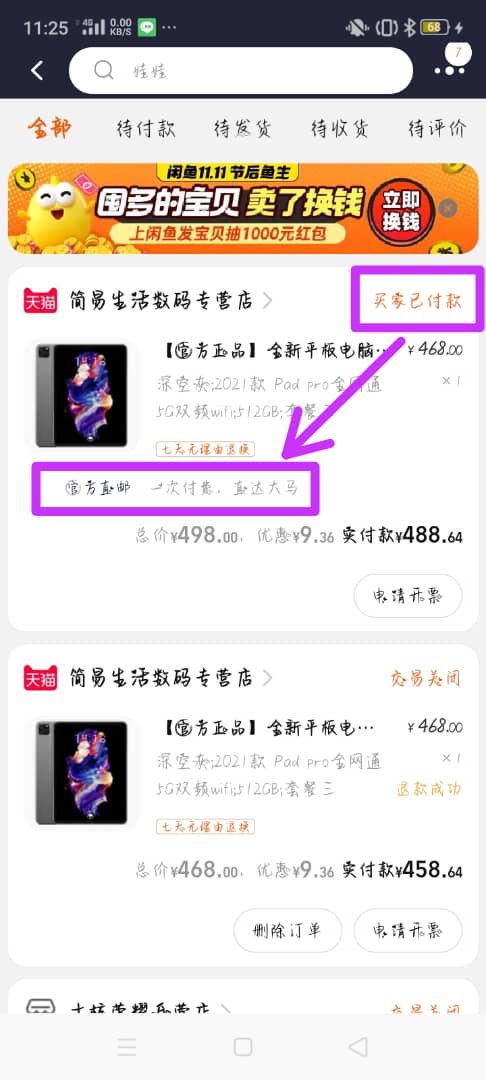 11:25
4G 0.00 KB/S
68
娃娃
7
全部 待付款 待发货 待收货 待评价
闲鱼11.11 节后鱼生
囤多的宝贝 卖了换钱
上闲鱼发宝贝抽1000元红包
立即
换钱
天猫 简易生活数码专营店 买家已付款
【官方正品】全新平板电脑… ¥468.00
深空灰;2021款 Pad pro全网通 ×1
5G双频wifi;512GB;套餐三
七天无理由退换
官方直邮 一次付费，直达大马
总价¥498.00，优惠¥9.36 实付款¥488.64
申请开票
天猫 简易生活数码专营店 交易关闭
【官方正品】全新平板电… ¥468.00
深空灰;2021款 Pad pro全网通 ×1
5G双频wifi;512GB;套餐三 退款成功
七天无理由退换
总价¥468.00，优惠¥9.36 实付款¥458.64
删除订单 申请开票